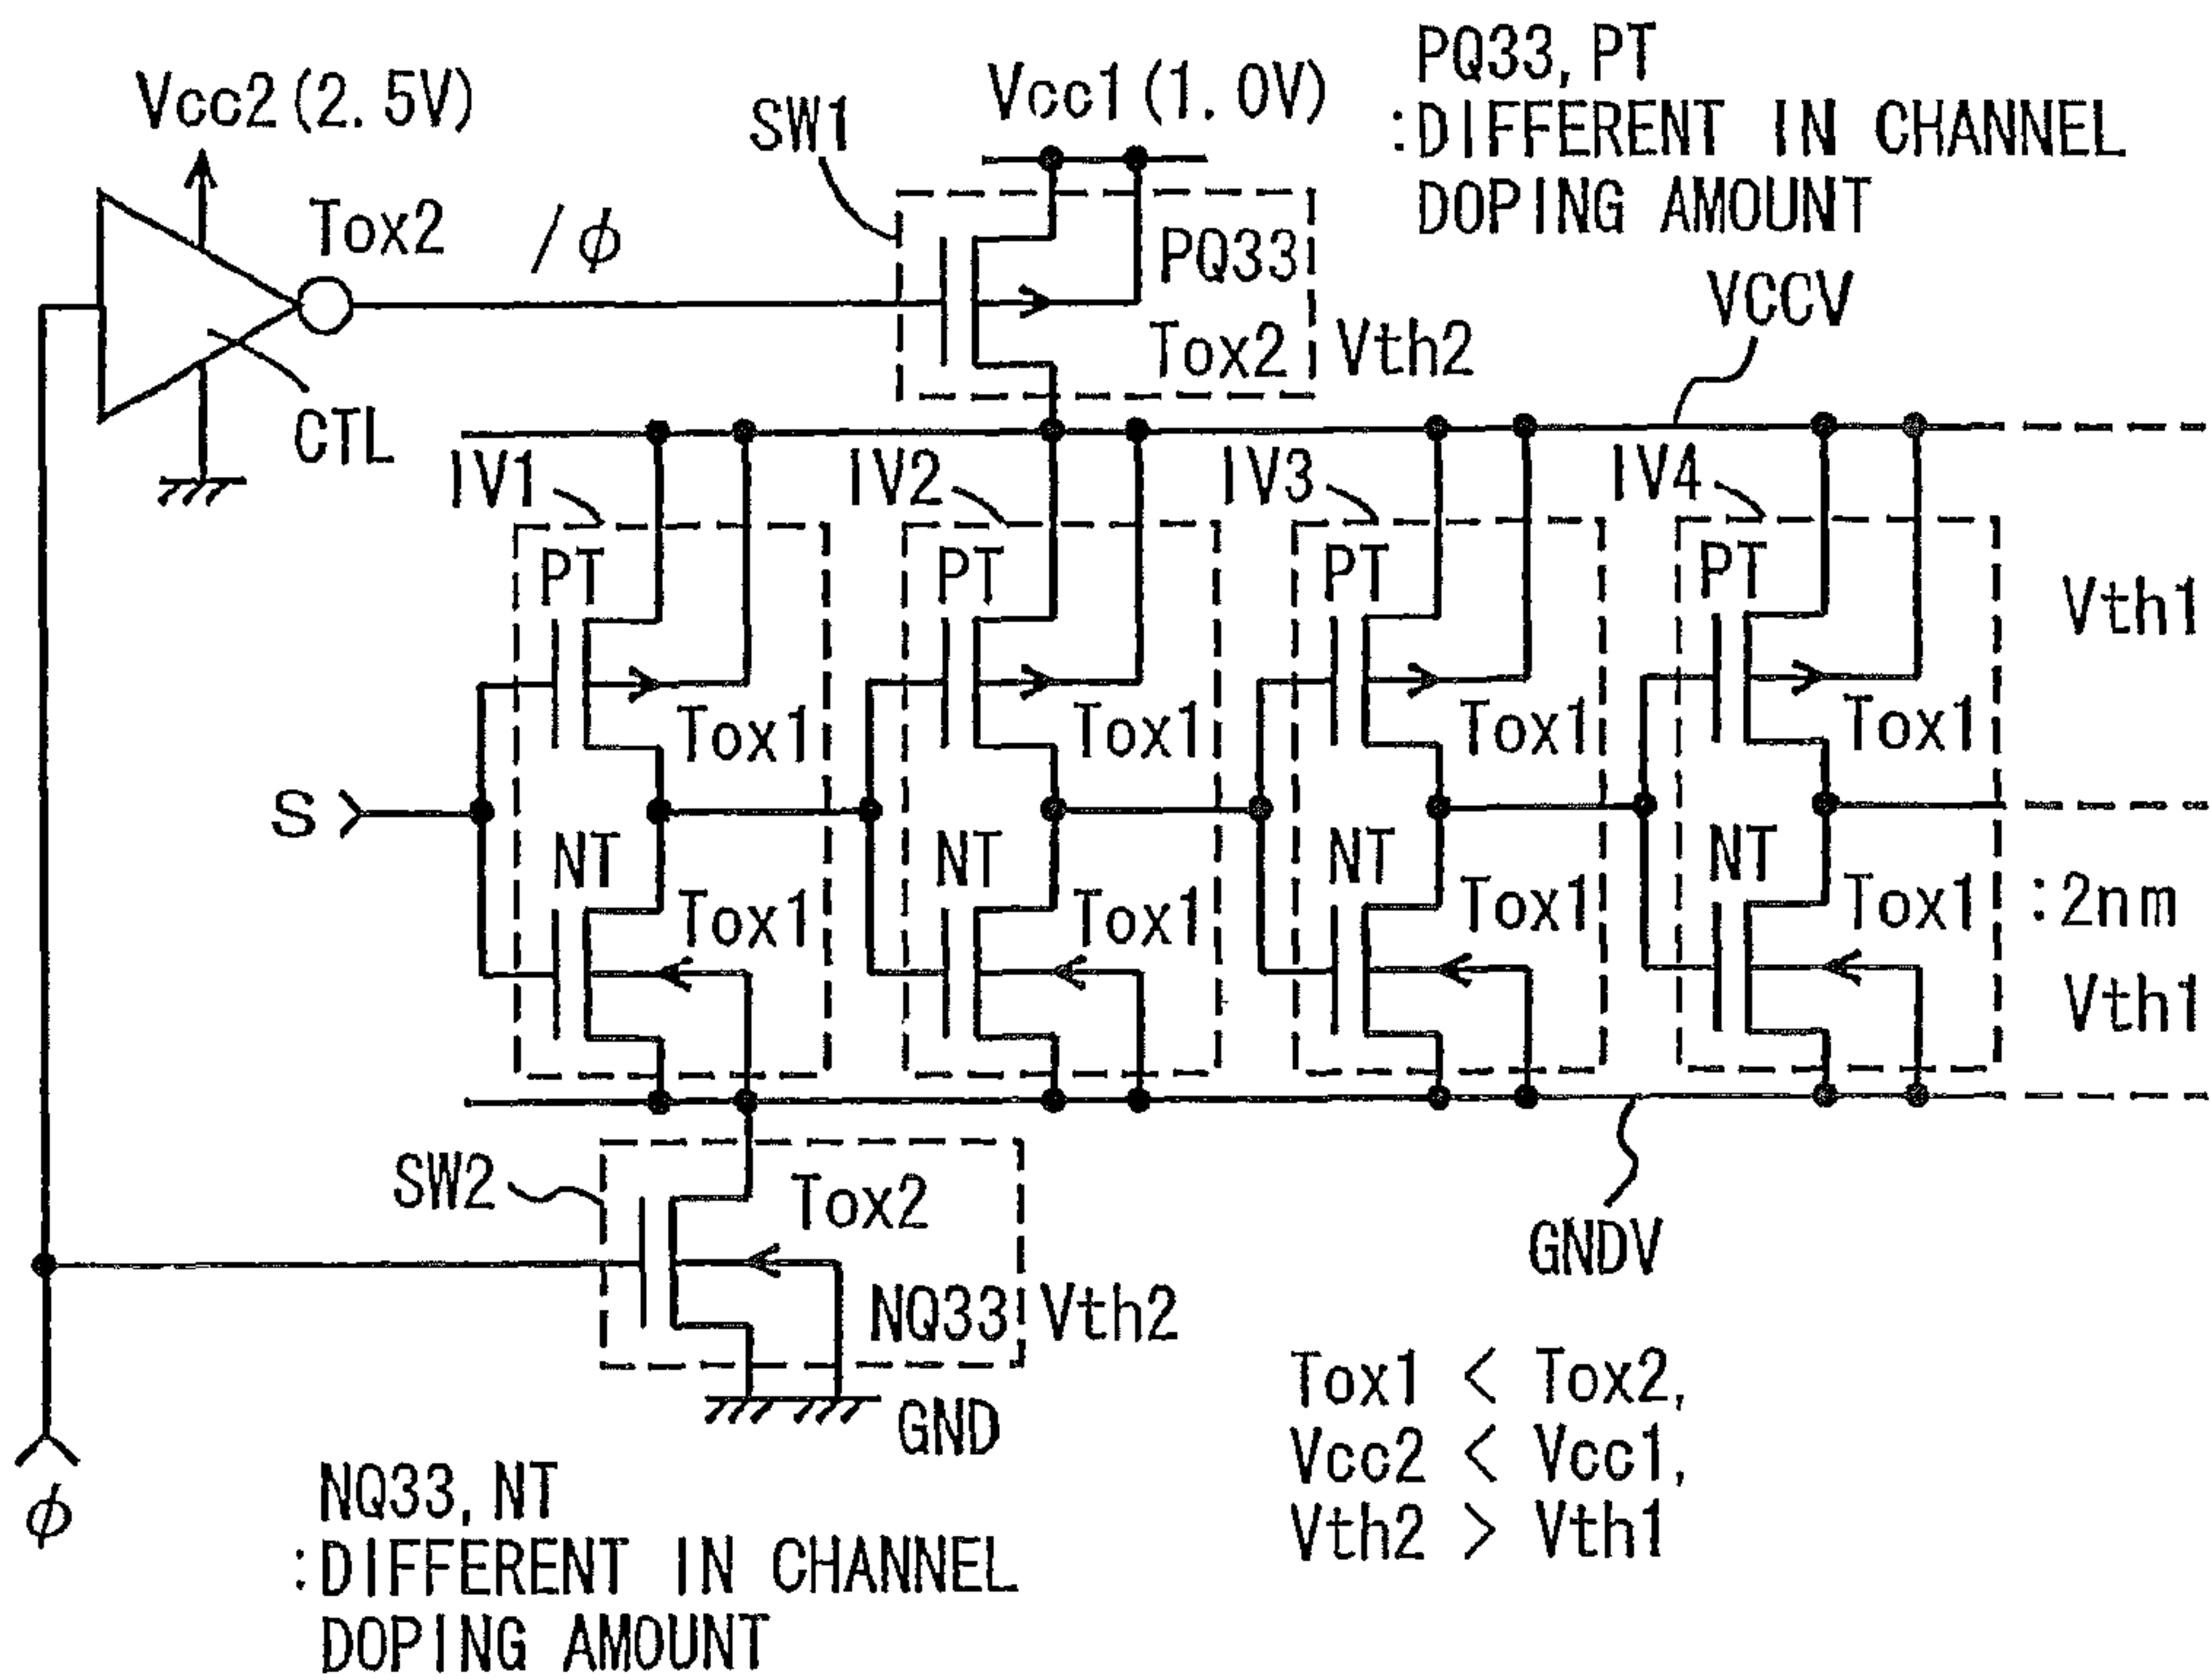 Vcc2(2.5V)
SW1
Vcc1(1.0V)
PQ33, PT
:DIFFERENT IN CHANNEL
DOPING AMOUNT
Tox2
/φ
PQ33
Tox2
Vth2
VCCV
CTL
IV1
IV2
IV3
IV4
PT
PT
PT
PT
Vth1
Tox1
Tox1
Tox1
Tox1
S
NT
NT
NT
NT
Tox1
Tox1
Tox1
Tox1
:2nm
Vth1
SW2
Tox2
NQ33
Vth2
GNDV
GND
φ
NQ33, NT
:DIFFERENT IN CHANNEL
DOPING AMOUNT
Tox1 < Tox2,
Vcc2 < Vcc1,
Vth2 > Vth1